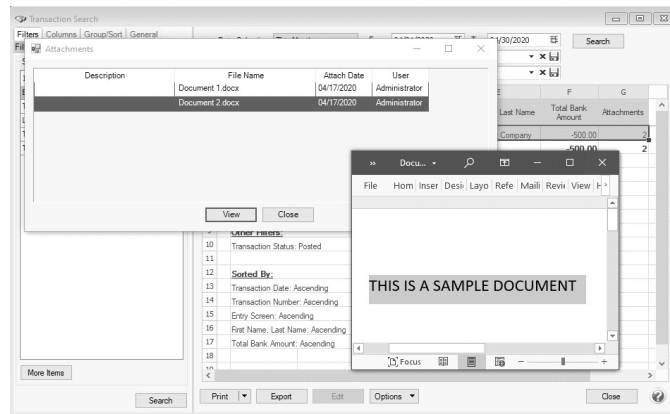 Transaction Search
Filters Columns Group/Sort General
04/30/2020 Search
Attachments
Description File Name Attach Date User
Document 1.docx 04/17/2020 Administrator
Document 2.docx 04/17/2020 Administrator
View Close
E F G
Last Name Total Bank Amount Attachments
Company -500.00 2
-500.00 2
Docu...
File Hom Inser Desi Layo Refe Maili Revie View H
THIS IS A SAMPLE DOCUMENT
Focus
9 Other Filters:
10 Transaction Status: Posted
11
12 Sorted By:
13 Transaction Date: Ascending
14 Transaction Number: Ascending
15 Entry Screen: Ascending
16 First Name, Last Name: Ascending
17 Total Bank Amount: Ascending
18
19
More Items
Search
Print Export Edit Options Close